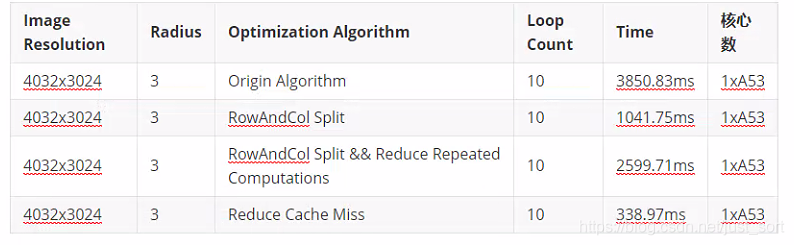 Image Resolution Radius Optimization Algorithm Loop Count Time 核心数
4032x3024 3 Origin Algorithm 10 3850.83ms 1xA53
4032x3024 3 RowAndCol Split 10 1041.75ms 1xA53
4032x3024 3 RowAndCol Split && Reduce Repeated Computations 10 2599.71ms 1xA53
4032x3024 3 Reduce Cache Miss 10 338.97ms 1xA53
https://blog.csdn.net/just_sort